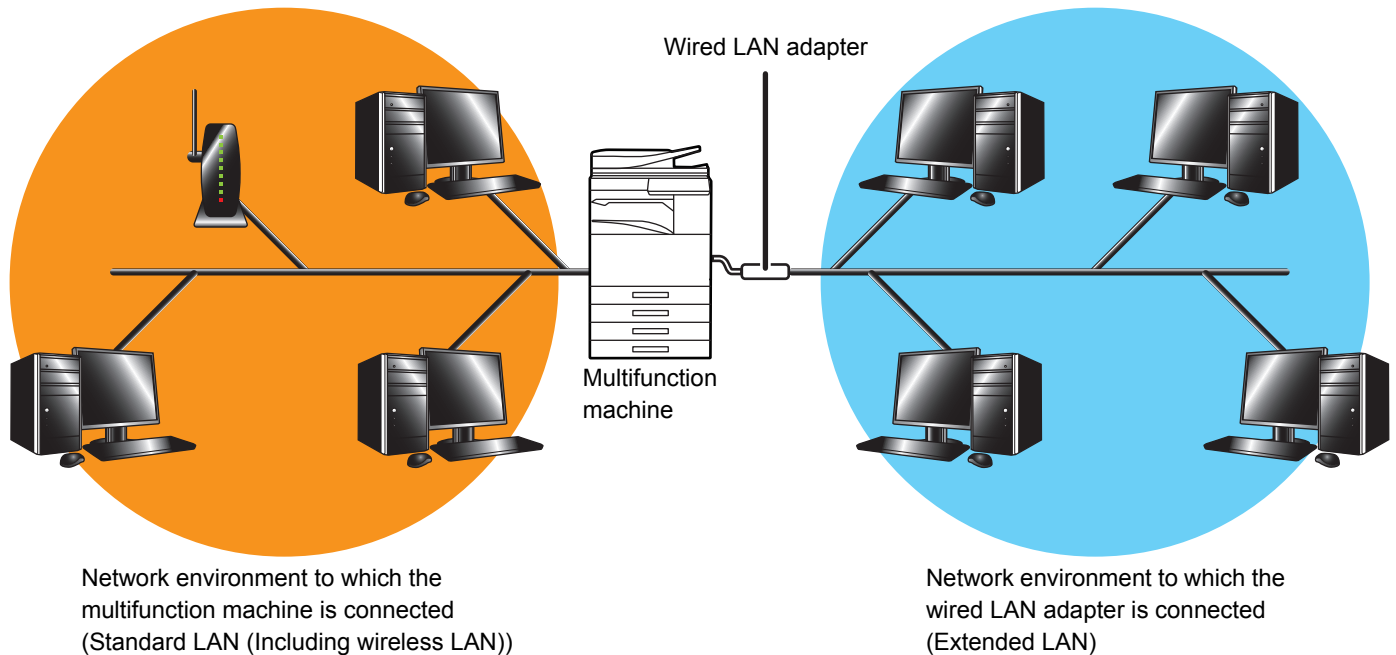 Wired LAN adapter
Multifunction
machine
Network environment to which the
multifunction machine is connected
(Standard LAN (Including wireless LAN))
Network environment to which the
wired LAN adapter is connected
(Extended LAN)